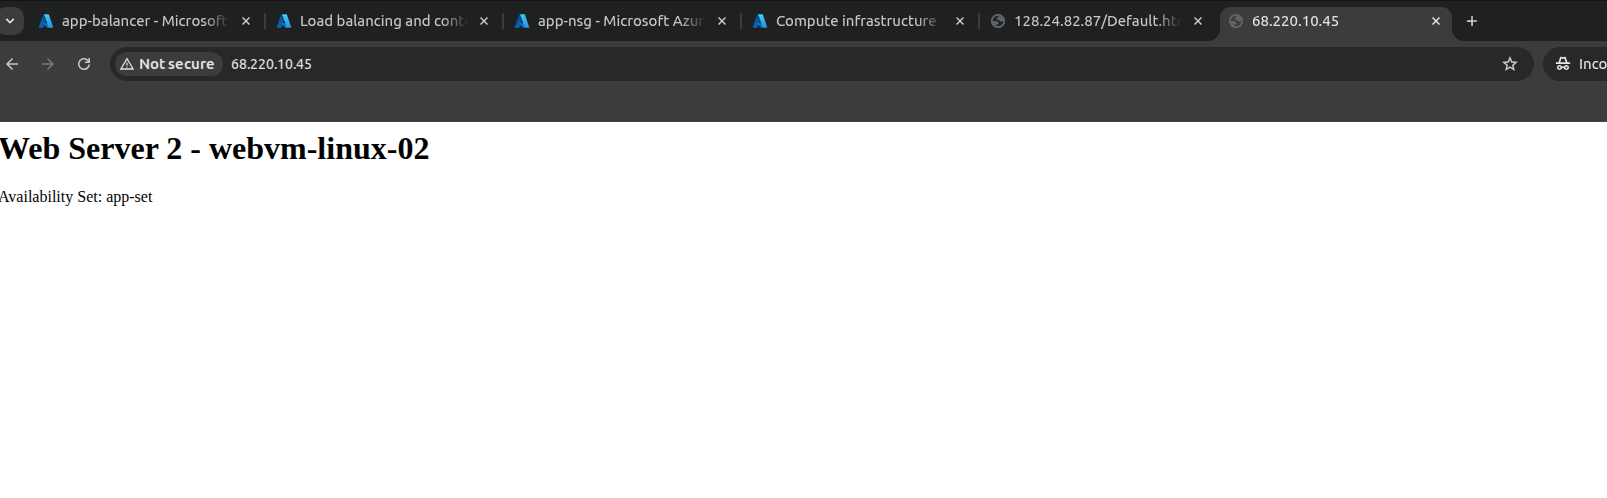 app-balancer - Microsoft
Load balancing and cont
app-nsg - Microsoft Azur
Compute infrastructure -
128.24.82.87/Default.ht
68.220.10.45
Not secure
68.220.10.45
Inco
Web Server 2 - webvm-linux-02
Availability Set: app-set